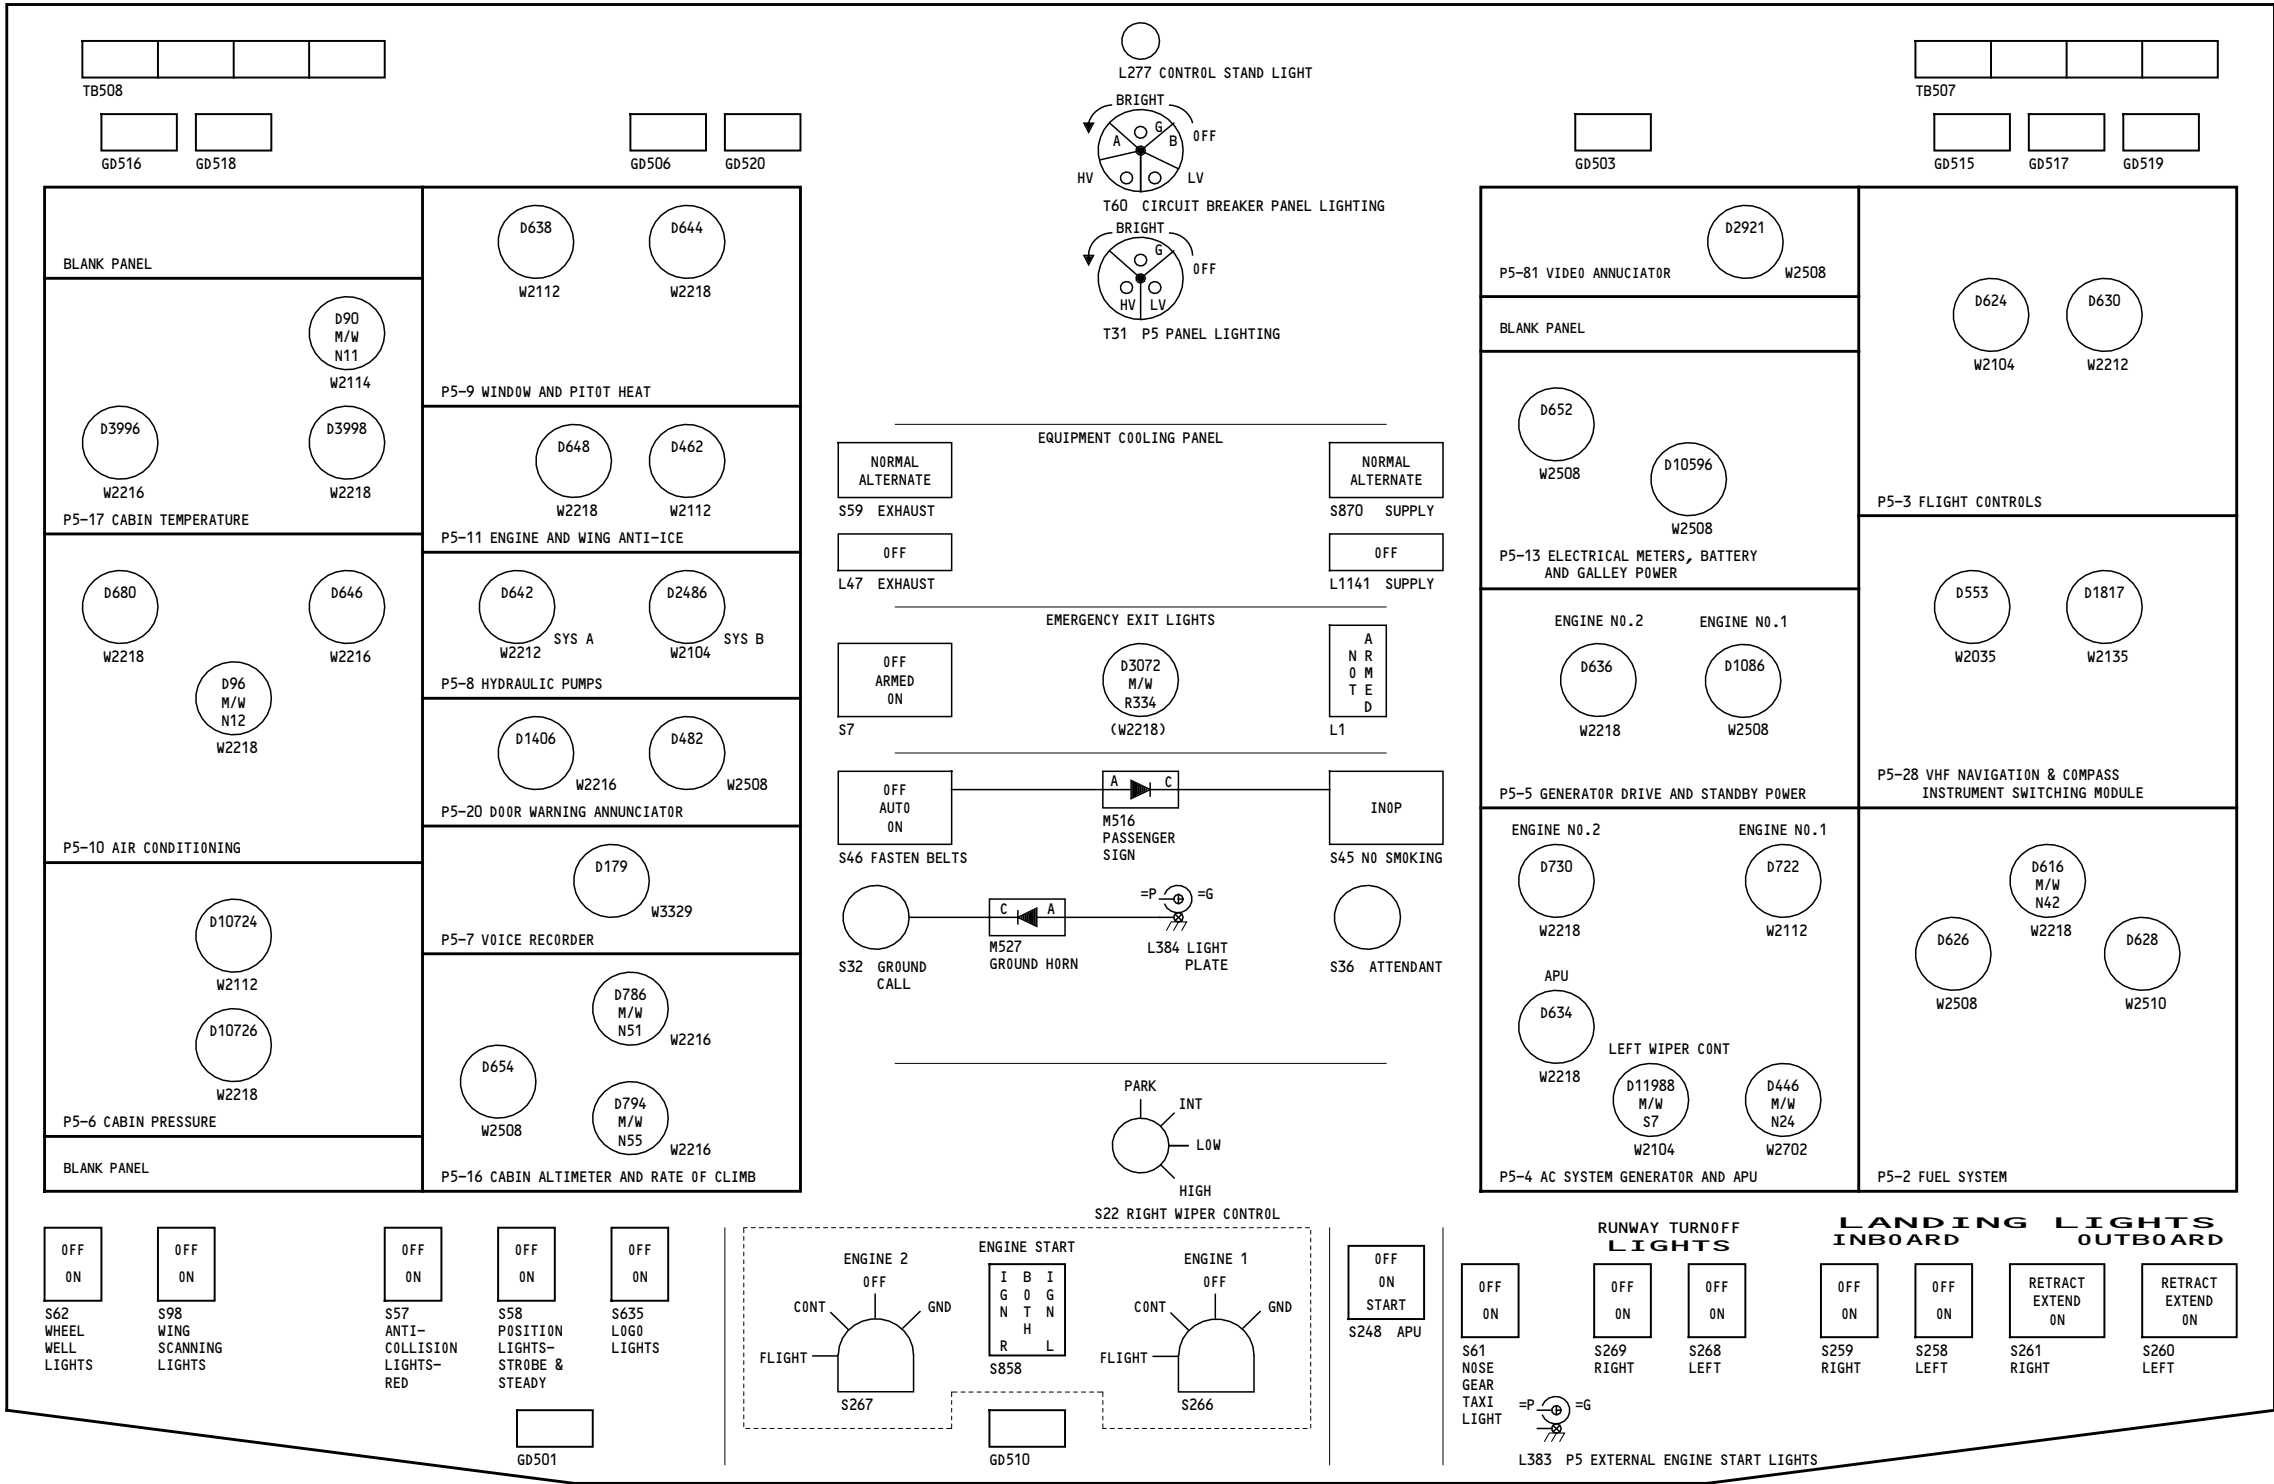 TB508
GD516
GD518
GD506
GD520
L277 CONTROL STAND LIGHT
BRIGHT
OFF
A
G
B
HV
LV
T60 CIRCUIT BREAKER PANEL LIGHTING
BRIGHT
G
OFF
HV
LV
T31 P5 PANEL LIGHTING
TB507
GD503
GD515
GD517
GD519
BLANK PANEL
D90
M/W
N11
W2114
D3996
W2216
D3998
W2218
P5-17 CABIN TEMPERATURE
D680
W2218
D646
W2216
D96
M/W
N12
W2218
P5-10 AIR CONDITIONING
D10724
W2112
D10726
W2218
P5-6 CABIN PRESSURE
BLANK PANEL
D638
W2112
D644
W2218
P5-9 WINDOW AND PITOT HEAT
D648
W2218
D462
W2112
P5-11 ENGINE AND WING ANTI-ICE
D642
SYS A
W2212
D2486
SYS B
W2104
P5-8 HYDRAULIC PUMPS
D1406
W2216
D482
W2508
P5-20 DOOR WARNING ANNUNCIATOR
D179
W3329
P5-7 VOICE RECORDER
D786
M/W
N51
W2216
D654
W2508
D794
M/W
N55
W2216
P5-16 CABIN ALTIMETER AND RATE OF CLIMB
EQUIPMENT COOLING PANEL
NORMAL
ALTERNATE
S59 EXHAUST
NORMAL
ALTERNATE
S870 SUPPLY
OFF
L47 EXHAUST
OFF
L1141 SUPPLY
EMERGENCY EXIT LIGHTS
OFF
ARMED
ON
S7
D3072
M/W
R334
(W2218)
NOT
ARMED
L1
OFF
AUTO
ON
S46 FASTEN BELTS
A
C
M516
PASSENGER
SIGN
INOP
S45 NO SMOKING
S32 GROUND
CALL
C
A
M527
GROUND HORN
=P
=G
L384 LIGHT
PLATE
S36 ATTENDANT
PARK
INT
LOW
HIGH
S22 RIGHT WIPER CONTROL
D2921
W2508
P5-81 VIDEO ANNUCIATOR
BLANK PANEL
D652
W2508
D10596
W2508
P5-13 ELECTRICAL METERS, BATTERY
AND GALLEY POWER
ENGINE NO.2
ENGINE NO.1
D636
W2218
D1086
W2508
P5-5 GENERATOR DRIVE AND STANDBY POWER
ENGINE NO.2
ENGINE NO.1
D730
W2218
D722
W2112
APU
D634
W2218
LEFT WIPER CONT
D11988
M/W
S7
W2104
D446
M/W
N24
W2702
P5-4 AC SYSTEM GENERATOR AND APU
D624
W2104
D630
W2212
P5-3 FLIGHT CONTROLS
D553
W2035
D1817
W2135
P5-28 VHF NAVIGATION & COMPASS
INSTRUMENT SWITCHING MODULE
D616
M/W
N42
W2218
D626
W2508
D628
W2510
P5-2 FUEL SYSTEM
OFF
ON
S62
WHEEL
WELL
LIGHTS
OFF
ON
S98
WING
SCANNING
LIGHTS
OFF
ON
S57
ANTI-
COLLISION
LIGHTS-
RED
OFF
ON
S58
POSITION
LIGHTS-
STROBE &
STEADY
OFF
ON
S635
LOGO
LIGHTS
GD501
ENGINE 2
OFF
CONT
GND
FLIGHT
S267
ENGINE START
IGN R
BOTH
IGN L
S858
ENGINE 1
OFF
CONT
GND
FLIGHT
S266
GD510
OFF
ON
START
S248 APU
OFF
ON
S61
NOSE
GEAR
TAXI
LIGHT
RUNWAY TURNOFF
LIGHTS
OFF
ON
S269
RIGHT
OFF
ON
S268
LEFT
LANDING LIGHTS
INBOARD
OUTBOARD
OFF
ON
S259
RIGHT
OFF
ON
S258
LEFT
RETRACT
EXTEND
ON
S261
RIGHT
RETRACT
EXTEND
ON
S260
LEFT
=P
=G
L383 P5 EXTERNAL ENGINE START LIGHTS